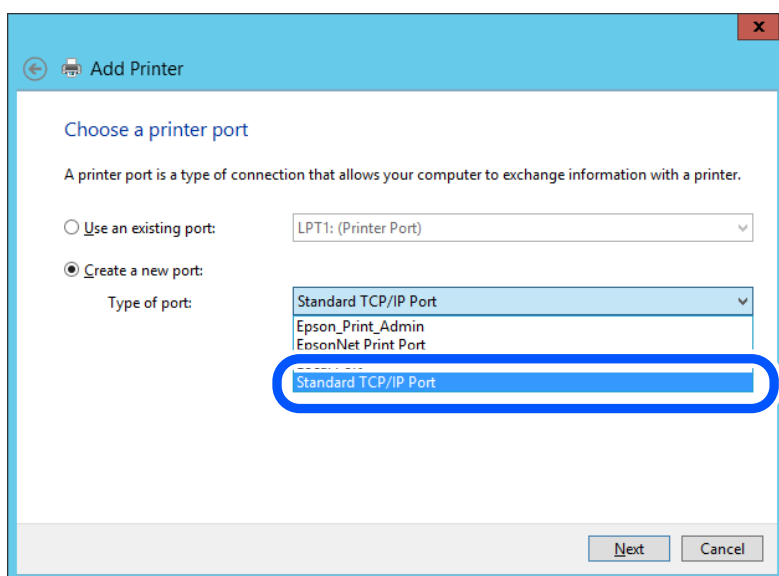 x
Add Printer
Choose a printer port
A printer port is a type of connection that allows your computer to exchange information with a printer.
Use an existing port: LPT1: (Printer Port)
Create a new port:
Type of port: Standard TCP/IP Port
Epson_Print_Admin
EpsonNet Print Port
Standard TCP/IP Port
Next Cancel